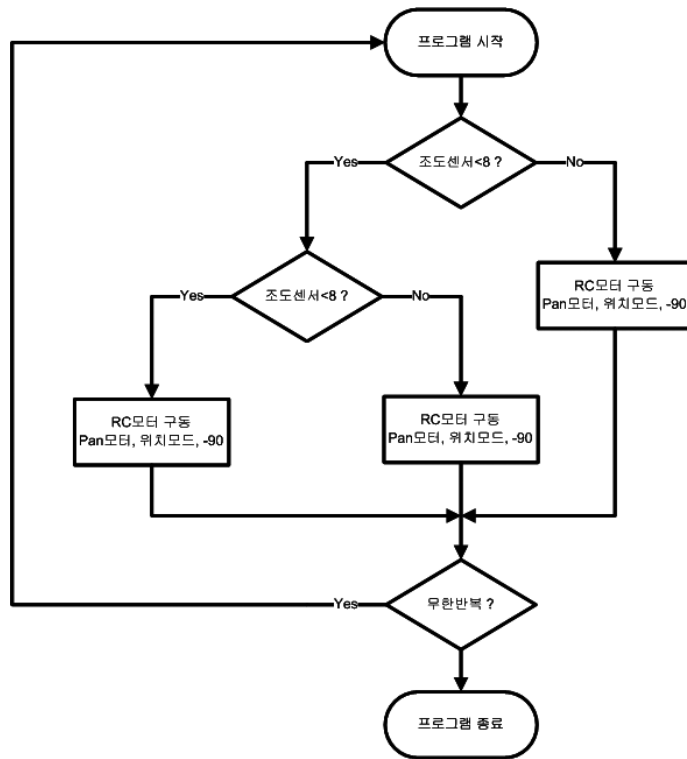 프로그램 시작
조도센서<8 ?
Yes
No
조도센서<8 ?
Yes
No
RC모터 구동
Pan모터, 위치모드, -90
RC모터 구동
Pan모터, 위치모드, -90
RC모터 구동
Pan모터, 위치모드, -90
무한반복 ?
Yes
프로그램 종료